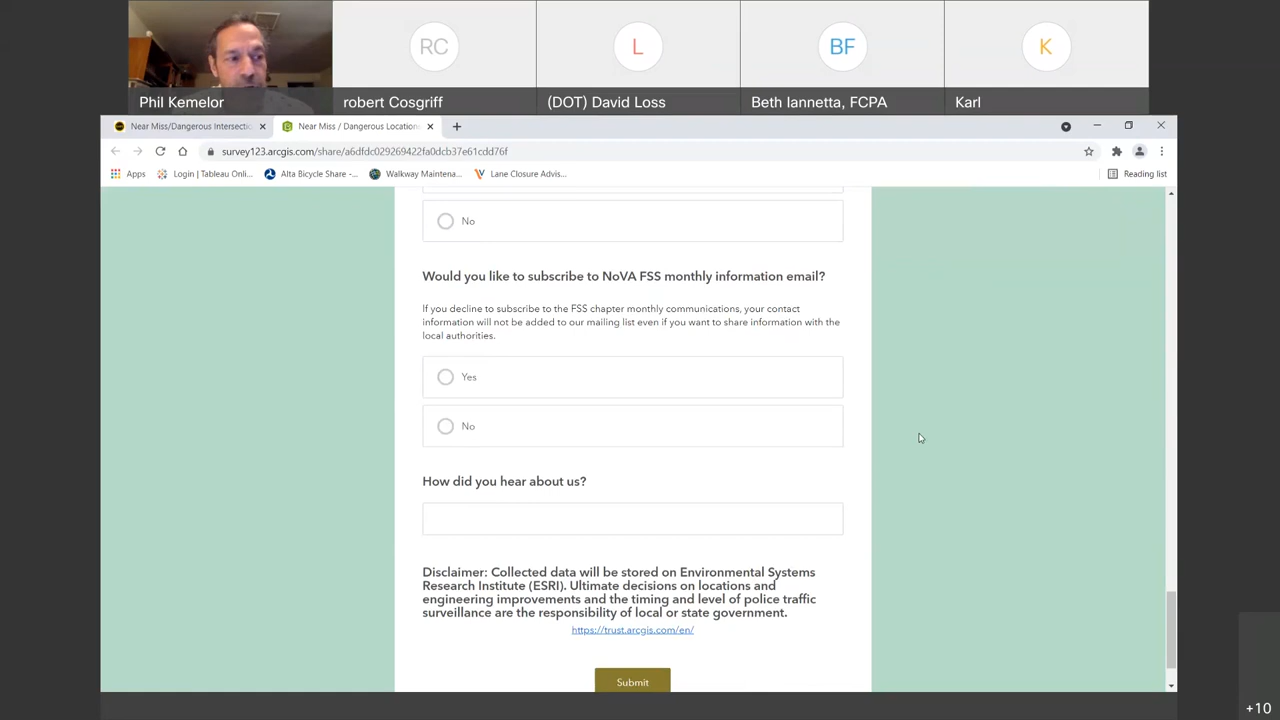 RC
L
BF
K
Phil Kemelor
robert Cosgriff
(DOT) David Loss
Beth Iannetta, FCPA
Karl
Near Miss/Dangerous Intersectic
Near Miss / Dangerous Location
survey123.arcgis.com/share/a6dfdc029269422fa0dcb37e61cdd76f
Apps
Login | Tableau Onli...
Alta Bicycle Share -...
Walkway Maintena...
Lane Closure Advis...
Reading list
No
Would you like to subscribe to NoVA FSS monthly information email?
If you decline to subscribe to the FSS chapter monthly communications, your contact
information will not be added to our mailing list even if you want to share information with the
local authorities.
Yes
No
How did you hear about us?
Disclaimer: Collected data will be stored on Environmental Systems
Research Institute (ESRI). Ultimate decisions on locations and
engineering improvements and the timing and level of police traffic
surveillance are the responsibility of local or state government.
https://trust.arcgis.com/en/
Submit
+10